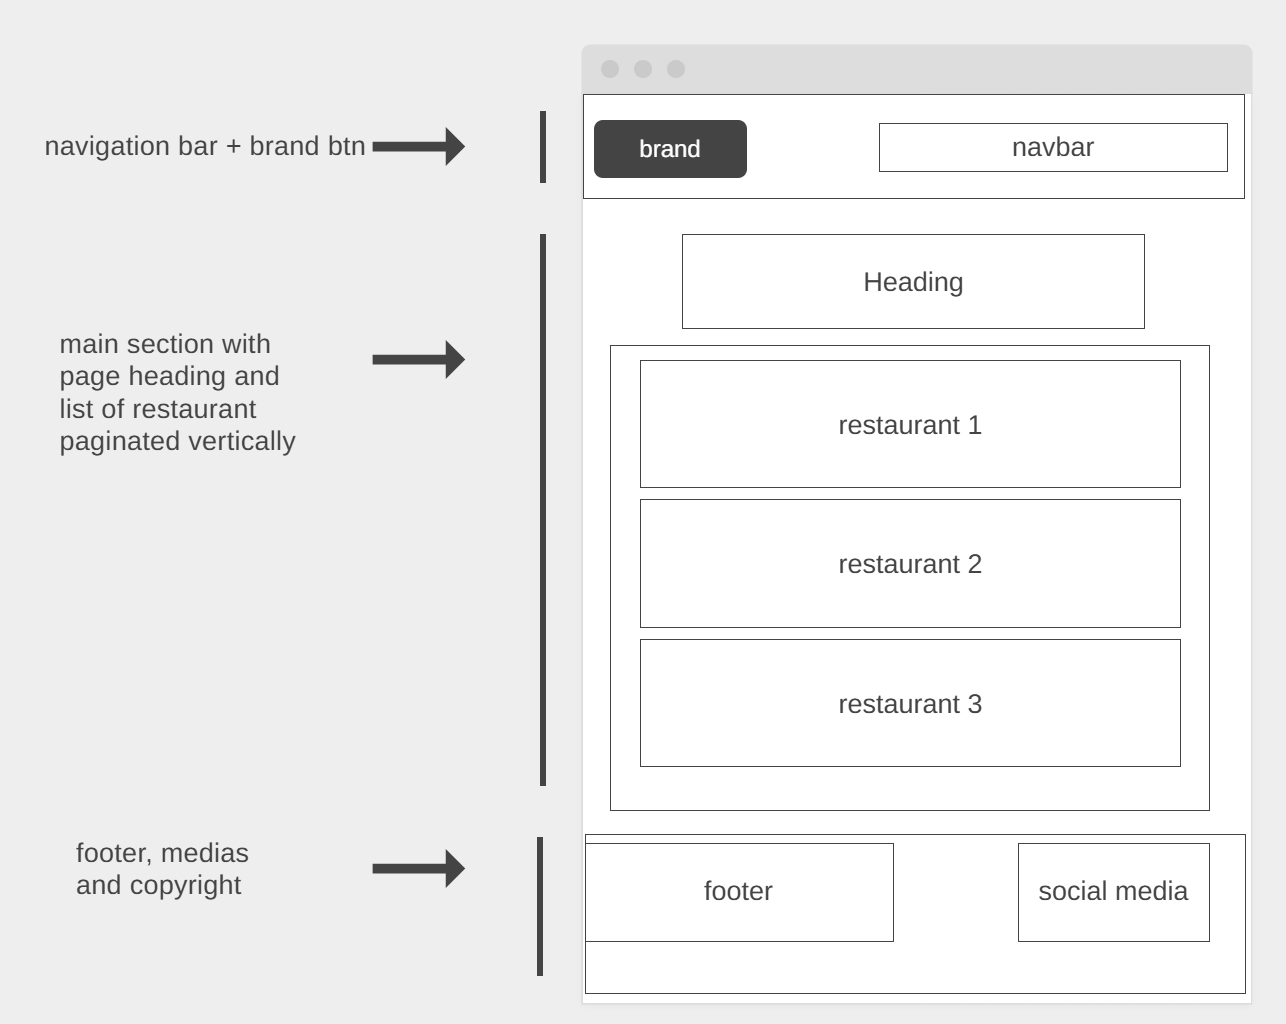 navigation bar + brand btn
brand
navbar
Heading
main section with
page heading and
list of restaurant
paginated vertically
restaurant 1
restaurant 2
restaurant 3
footer, medias
and copyright
footer
social media